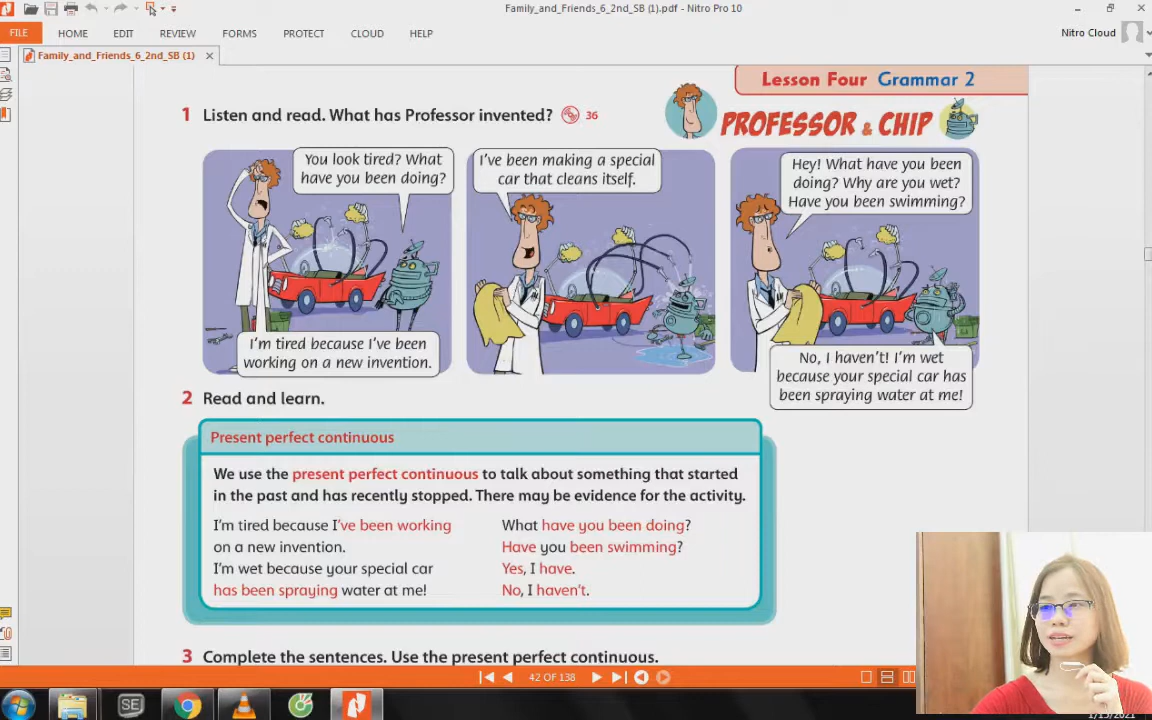 Family_and_Friends_6_2nd_SB (1).pdf - Nitro Pro 10
FILE HOME EDIT REVIEW FORMS PROTECT CLOUD HELP
Nitro Cloud
Family_and_Friends_6_2nd_SB (1)
Lesson Four Grammar 2
1 Listen and read. What has Professor invented? 36
PROFESSOR & CHIP
You look tired? What
have you been doing?
I'm tired because I've been
working on a new invention.
I've been making a special
car that cleans itself.
Hey! What have you been
doing? Why are you wet?
Have you been swimming?
No, I haven't! I'm wet
because your special car has
been spraying water at me!
2 Read and learn.
Present perfect continuous
We use the present perfect continuous to talk about something that started
in the past and has recently stopped. There may be evidence for the activity.
I'm tired because I've been working
on a new invention.
I'm wet because your special car
has been spraying water at me!
What have you been doing?
Have you been swimming?
Yes, I have.
No, I haven't.
3 Complete the sentences. Use the present perfect continuous.
42 OF 138
SE